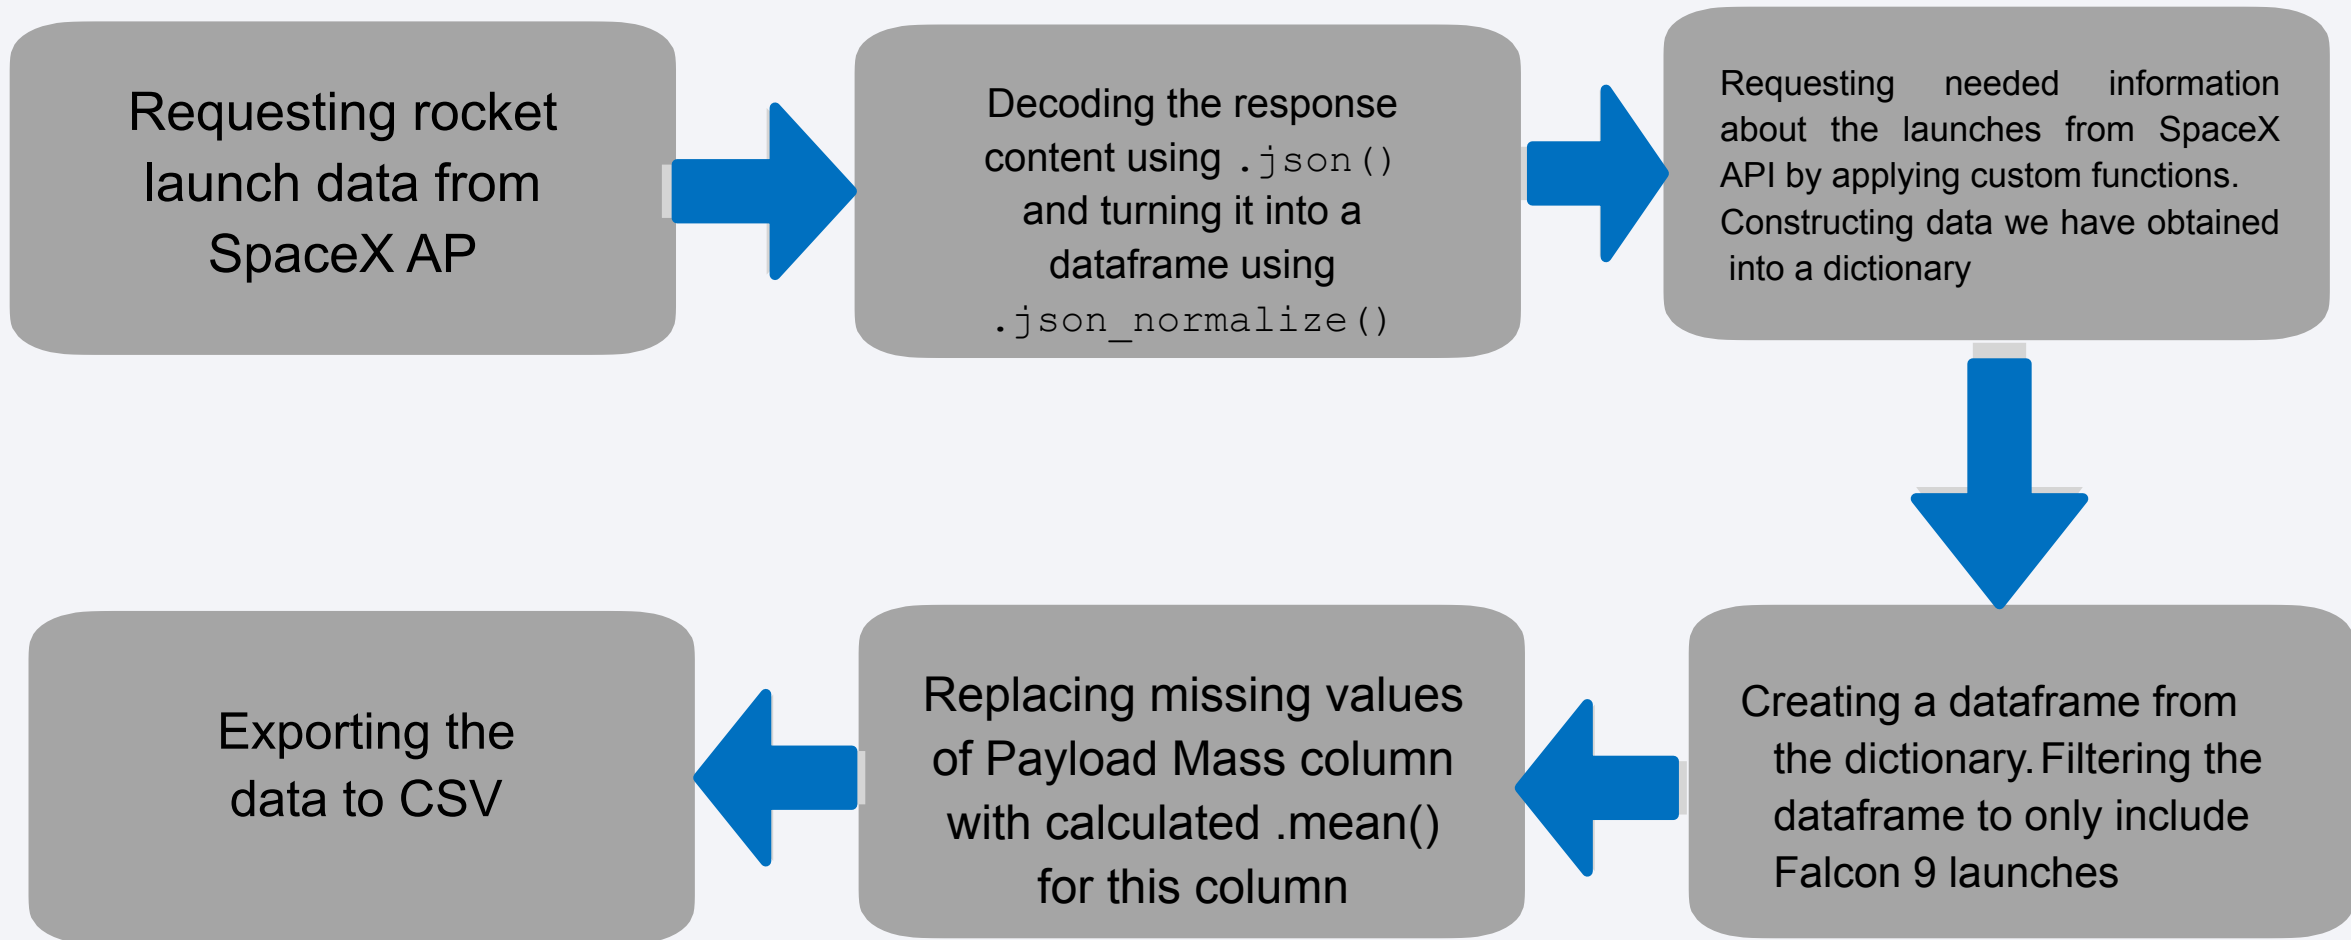 Requesting rocket
launch data from
SpaceX AP
Decoding the response
content using .json()
and turning it into a
dataframe using
.json_normalize()
Requesting needed information
about the launches from SpaceX
API by applying custom functions.
Constructing data we have obtained
into a dictionary
Creating a dataframe from
the dictionary. Filtering the
dataframe to only include
Falcon 9 launches
Replacing missing values
of Payload Mass column
with calculated .mean()
for this column
Exporting the
data to CSV